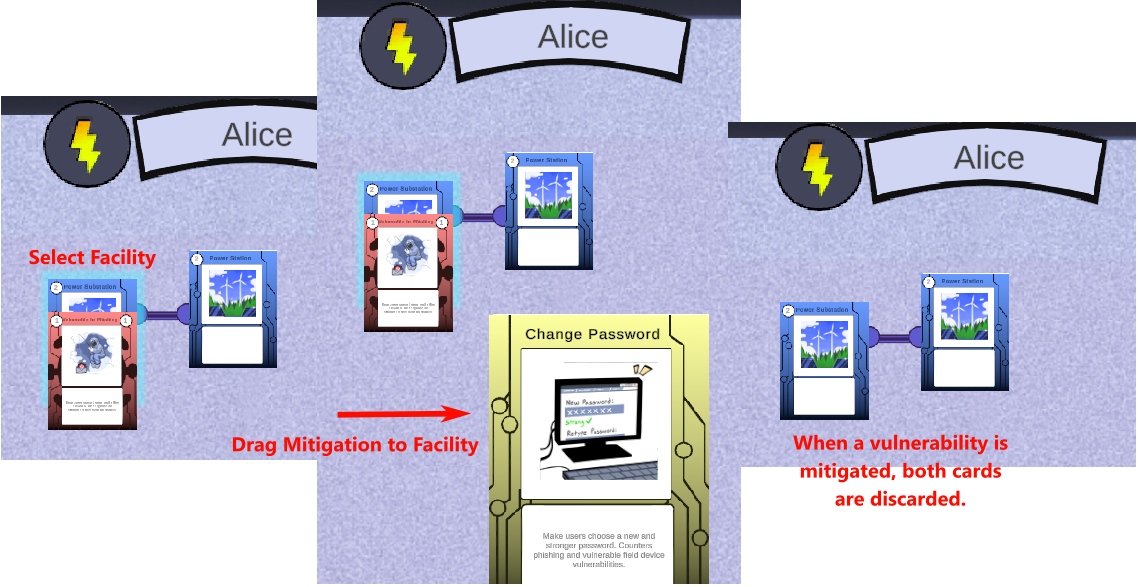 Alice
Select Facility
2
Power Substation
1
Vulnerable to Phishing
1
2
Power Station
Alice
2
Power Substation
1
Vulnerable to Phishing
1
2
Power Station
Drag Mitigation to Facility
Change Password
New Password:
XXXXXXX
Strong ✓
Retype Password:
Make users choose a new and
stronger password. Counters
phishing and vulnerable field device
vulnerabilities.
Alice
2
Power Substation
2
Power Station
When a vulnerability is
mitigated, both cards
are discarded.